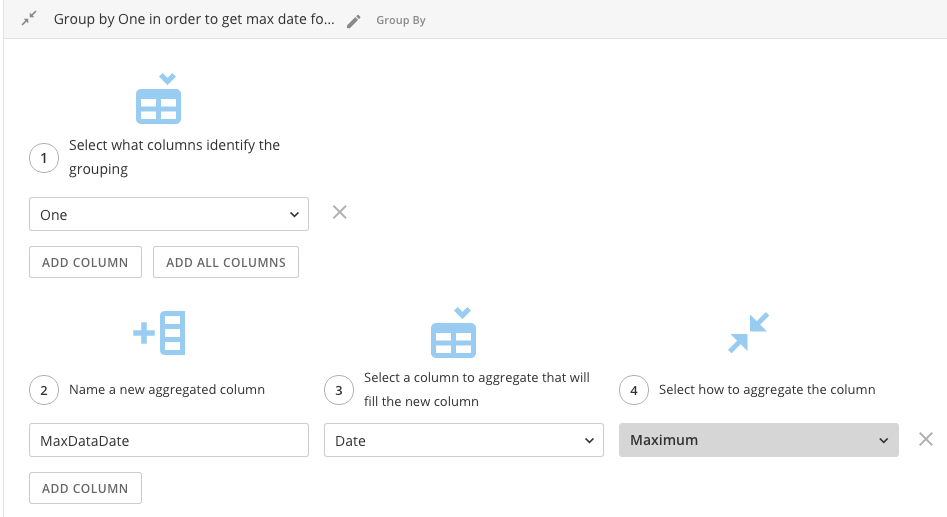 Group by One in order to get max date fo... Group By
1 Select what columns identify the
grouping
One
ADD COLUMN ADD ALL COLUMNS
2 Name a new aggregated column
3 Select a column to aggregate that will
fill the new column
4 Select how to aggregate the column
MaxDataDate Date Maximum
ADD COLUMN